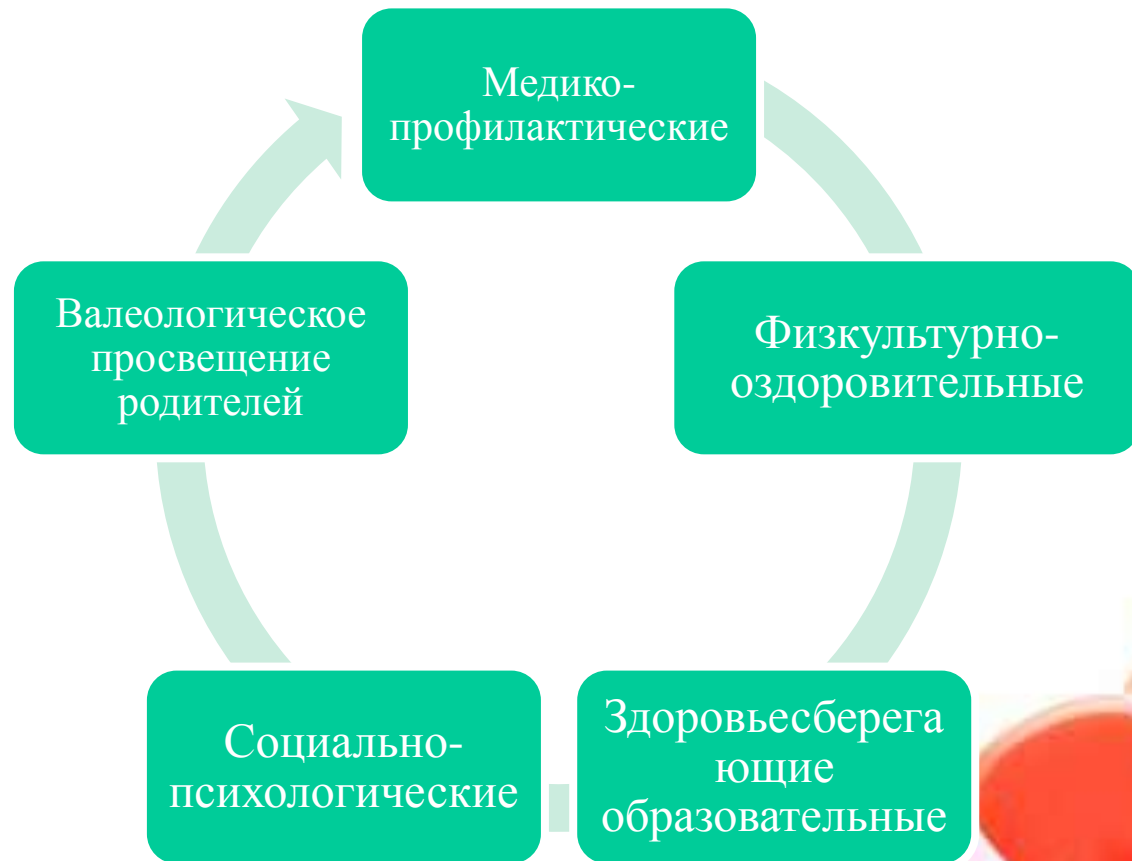 Медико-
профилактические
Физкультурно-
оздоровительные
Здоровьесберега
ющие
образовательные
Социально-
психологические
Валеологическое
просвещение
родителей